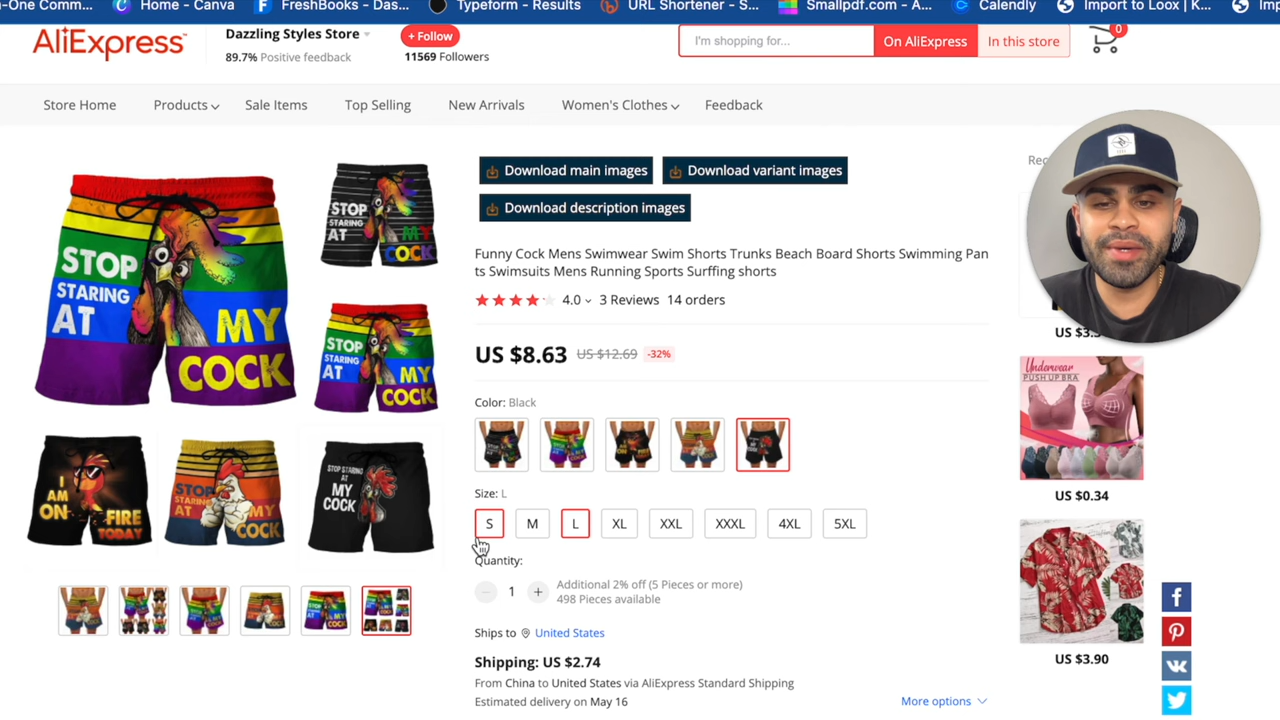 -One Comm...
Home - Canva
FreshBooks - Das...
Typeform - Results
URL Shortener - S...
Smallpdf.com - A...
Calendly
Import to Loox | K...
Imp
AliExpress
Dazzling Styles Store
89.7% Positive feedback
+ Follow
11569 Followers
I'm shopping for...
On AliExpress
In this store
0
Store Home
Products
Sale Items
Top Selling
New Arrivals
Women's Clothes
Feedback
STOP
STARING
AT
MY
COCK
STOP
STARING
AT
MY
COCK
STOP
STARING
AT
MY
COCK
I
AM
ON
FIRE
TODAY
STOP
STARING
AT
MY
COCK
STOP STARING
AT
MY
COCK
Download main images
Download variant images
Download description images
Funny Cock Mens Swimwear Swim Shorts Trunks Beach Board Shorts Swimming Pan
ts Swimsuits Mens Running Sports Surffing shorts
4.0
3 Reviews
14 orders
US $8.63
US $12.69
-32%
Color: Black
Size: L
S
M
L
XL
XXL
XXXL
4XL
5XL
Quantity:
1
Additional 2% off (5 Pieces or more)
498 Pieces available
Ships to
United States
Shipping: US $2.74
From China to United States via AliExpress Standard Shipping
Estimated delivery on May 16
More options
Rec
US $3.
Underwear
PUSH UP BRA
US $0.34
US $3.90